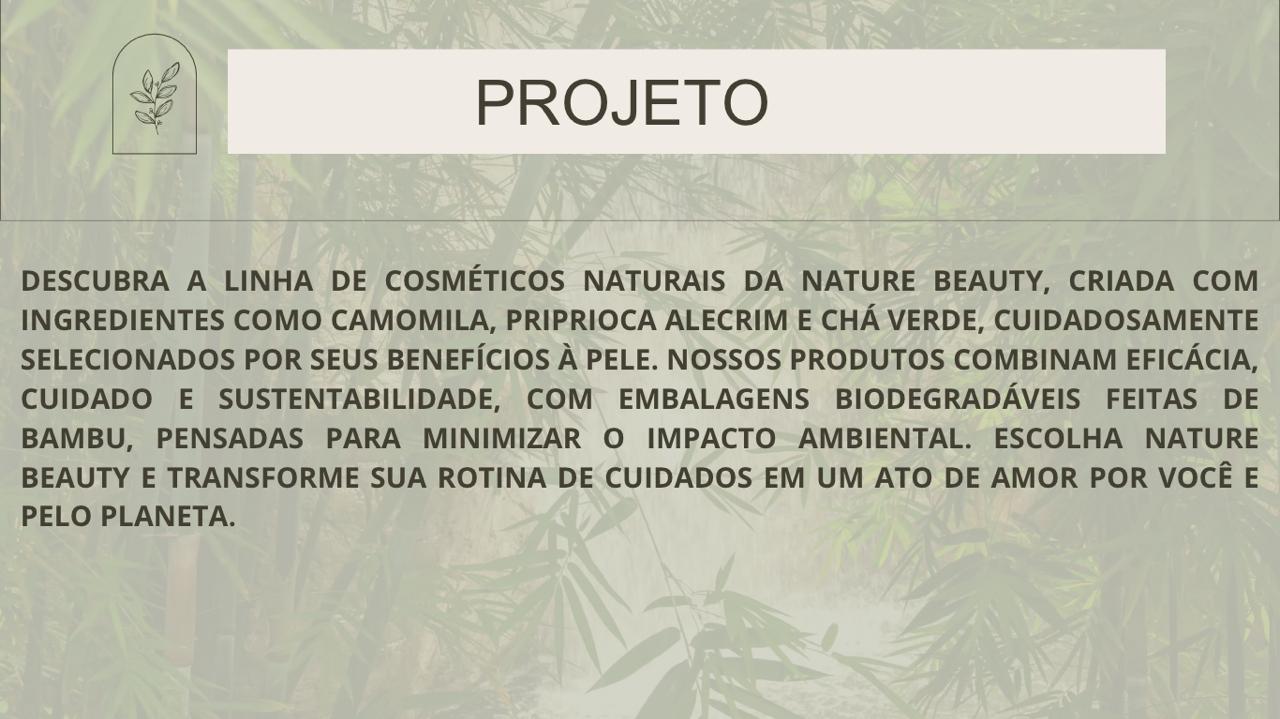 PROJETO
DESCUBRA A LINHA DE COSMÉTICOS NATURAIS DA NATURE BEAUTY, CRIADA COM
INGREDIENTES COMO CAMOMILA, PRIPRIOCA ALECRIM E CHÁ VERDE, CUIDADOSAMENTE
SELECIONADOS POR SEUS BENEFÍCIOS À PELE. NOSSOS PRODUTOS COMBINAM EFICÁCIA,
CUIDADO E SUSTENTABILIDADE, COM EMBALAGENS BIODEGRADÁVEIS FEITAS DE
BAMBU, PENSADAS PARA MINIMIZAR O IMPACTO AMBIENTAL. ESCOLHA NATURE
BEAUTY E TRANSFORME SUA ROTINA DE CUIDADOS EM UM ATO DE AMOR POR VOCÊ E
PELO PLANETA.